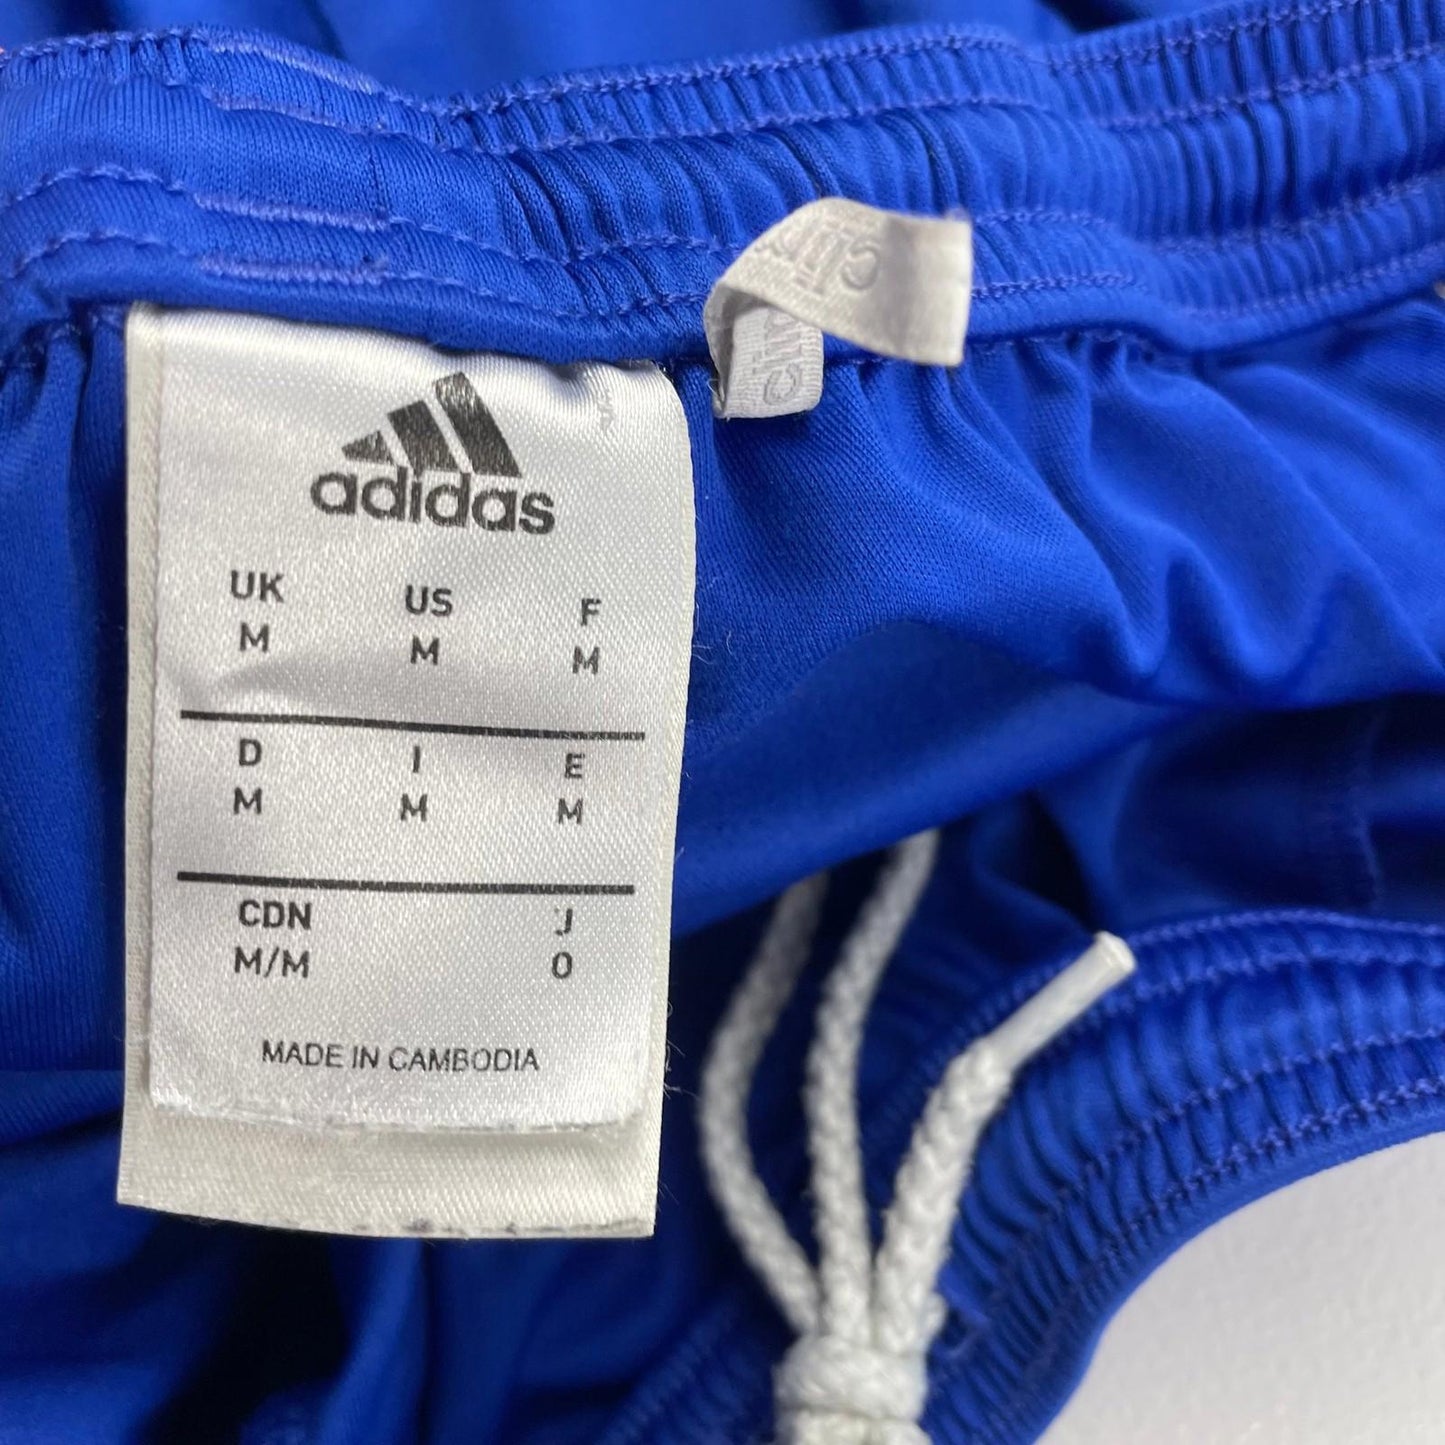 adidas
UK US F
M M M
D I E
M M M
CDN J
M/M O
MADE IN CAMBODIA